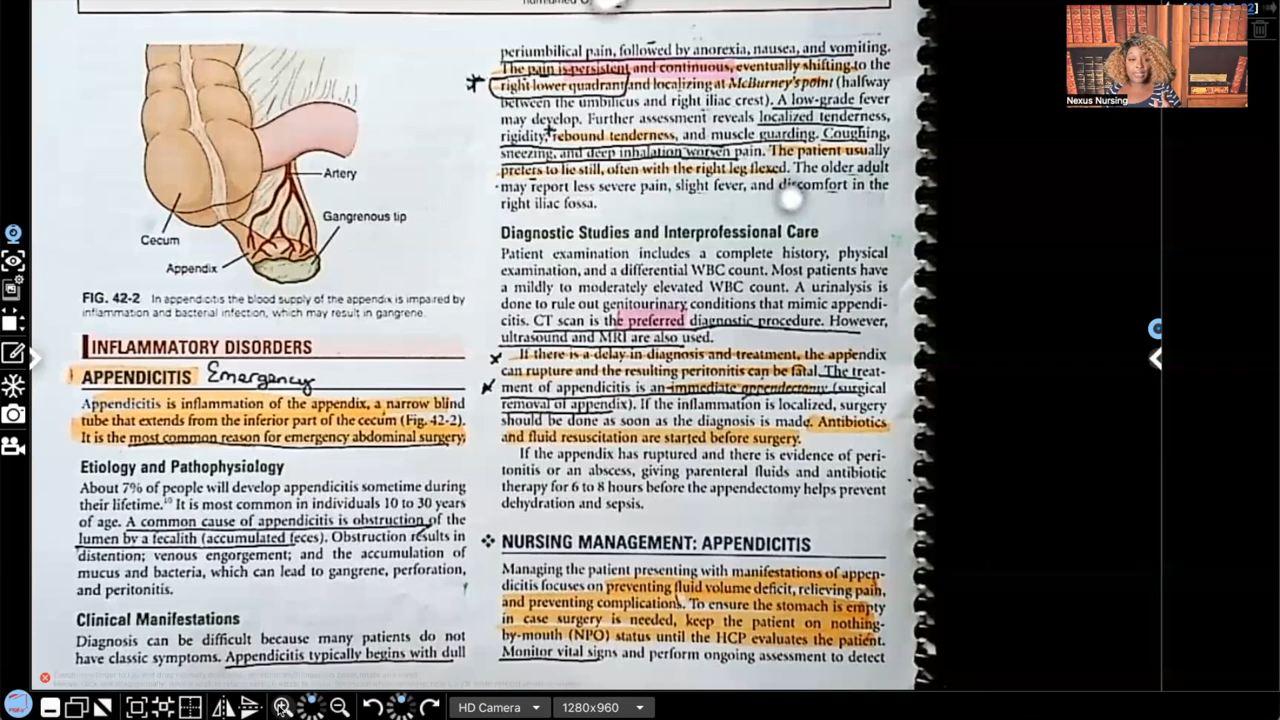 Artery
Gangrenous tip
Cecum
Appendix
FIG. 42-2 In appendicitis the blood supply of the appendix is impaired by
inflammation and bacterial infection, which may result in gangrene.
INFLAMMATORY DISORDERS
APPENDICITIS Emergency
Appendicitis is inflammation of the appendix, a narrow blind
tube that extends from the inferior part of the cecum (Fig. 42-2).
It is the most common reason for emergency abdominal surgery.
Etiology and Pathophysiology
About 7% of people will develop appendicitis sometime during
their lifetime. It is most common in individuals 10 to 30 years
of age. A common cause of appendicitis is obstruction of the
lumen by a fecalith (accumulated feces). Obstruction results in
distention; venous engorgement; and the accumulation of
mucus and bacteria, which can lead to gangrene, perforation,
and peritonitis.
Clinical Manifestations
Diagnosis can be difficult because many patients do not
have classic symptoms. Appendicitis typically begins with dull
periumbilical pain, followed by anorexia, nausea, and vomiting.
The pain is persistent and continuous, eventually shifting to the
right lower quadrant and localizing at McBurney's point (halfway
between the umbilicus and right iliac crest). A low-grade fever
may develop. Further assessment reveals localized tenderness,
rigidity, rebound tenderness, and muscle guarding. Coughing,
sneezing, and deep inhalation worsen pain. The patient usually
prefers to lie still, often with the right leg flexed. The older adult
may report less severe pain, slight fever, and discomfort in the
right iliac fossa.
Diagnostic Studies and Interprofessional Care
Patient examination includes a complete history, physical
examination, and a differential WBC count. Most patients have
a mildly to moderately elevated WBC count. A urinalysis is
done to rule out genitourinary conditions that mimic appendi-
citis. CT scan is the preferred diagnostic procedure. However,
ultrasound and MRI are also used.
If there is a delay in diagnosis and treatment, the appendix
can rupture and the resulting peritonitis can be fatal. The treat-
ment of appendicitis is an immediate appendectomy (surgical
removal of appendix). If the inflammation is localized, surgery
should be done as soon as the diagnosis is made. Antibiotics
and fluid resuscitation are started before surgery.
If the appendix has ruptured and there is evidence of peri-
tonitis or an abscess, giving parenteral fluids and antibiotic
therapy for 6 to 8 hours before the appendectomy helps prevent
dehydration and sepsis.
❖ NURSING MANAGEMENT: APPENDICITIS
Managing the patient presenting with manifestations of appen-
dicitis focuses on preventing fluid volume deficit, relieving pain,
and preventing complications. To ensure the stomach is empty
in case surgery is needed, keep the patient on nothing-
by-mouth (NPO) status until the HCP evaluates the patient.
Monitor vital signs and perform ongoing assessment to detect
Nexus Nursing
HD Camera
1280x960